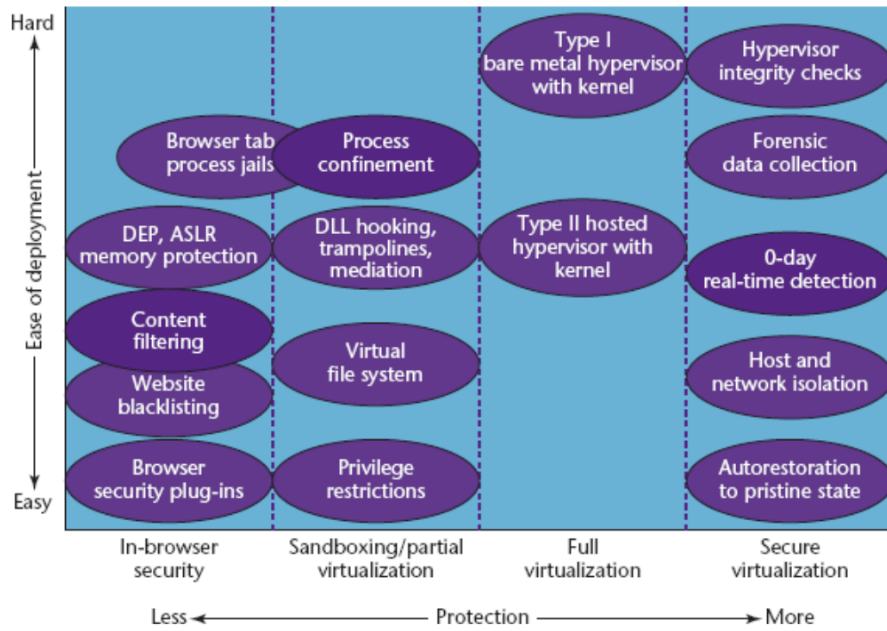 Hard
Ease of deployment
Easy
Type I
bare metal hypervisor
with kernel
Hypervisor
integrity checks
Browser tab
process jails
Process
confinement
Forensic
data collection
DEP, ASLR
memory protection
DLL hooking,
trampolines,
mediation
Type II hosted
hypervisor with
kernel
0-day
real-time detection
Content
filtering
Virtual
file system
Host and
network isolation
Website
blacklisting
Browser
security plug-ins
Privilege
restrictions
Autorestoration
to pristine state
In-browser
security
Sandboxing/partial
virtualization
Full
virtualization
Secure
virtualization
Less
Protection
More